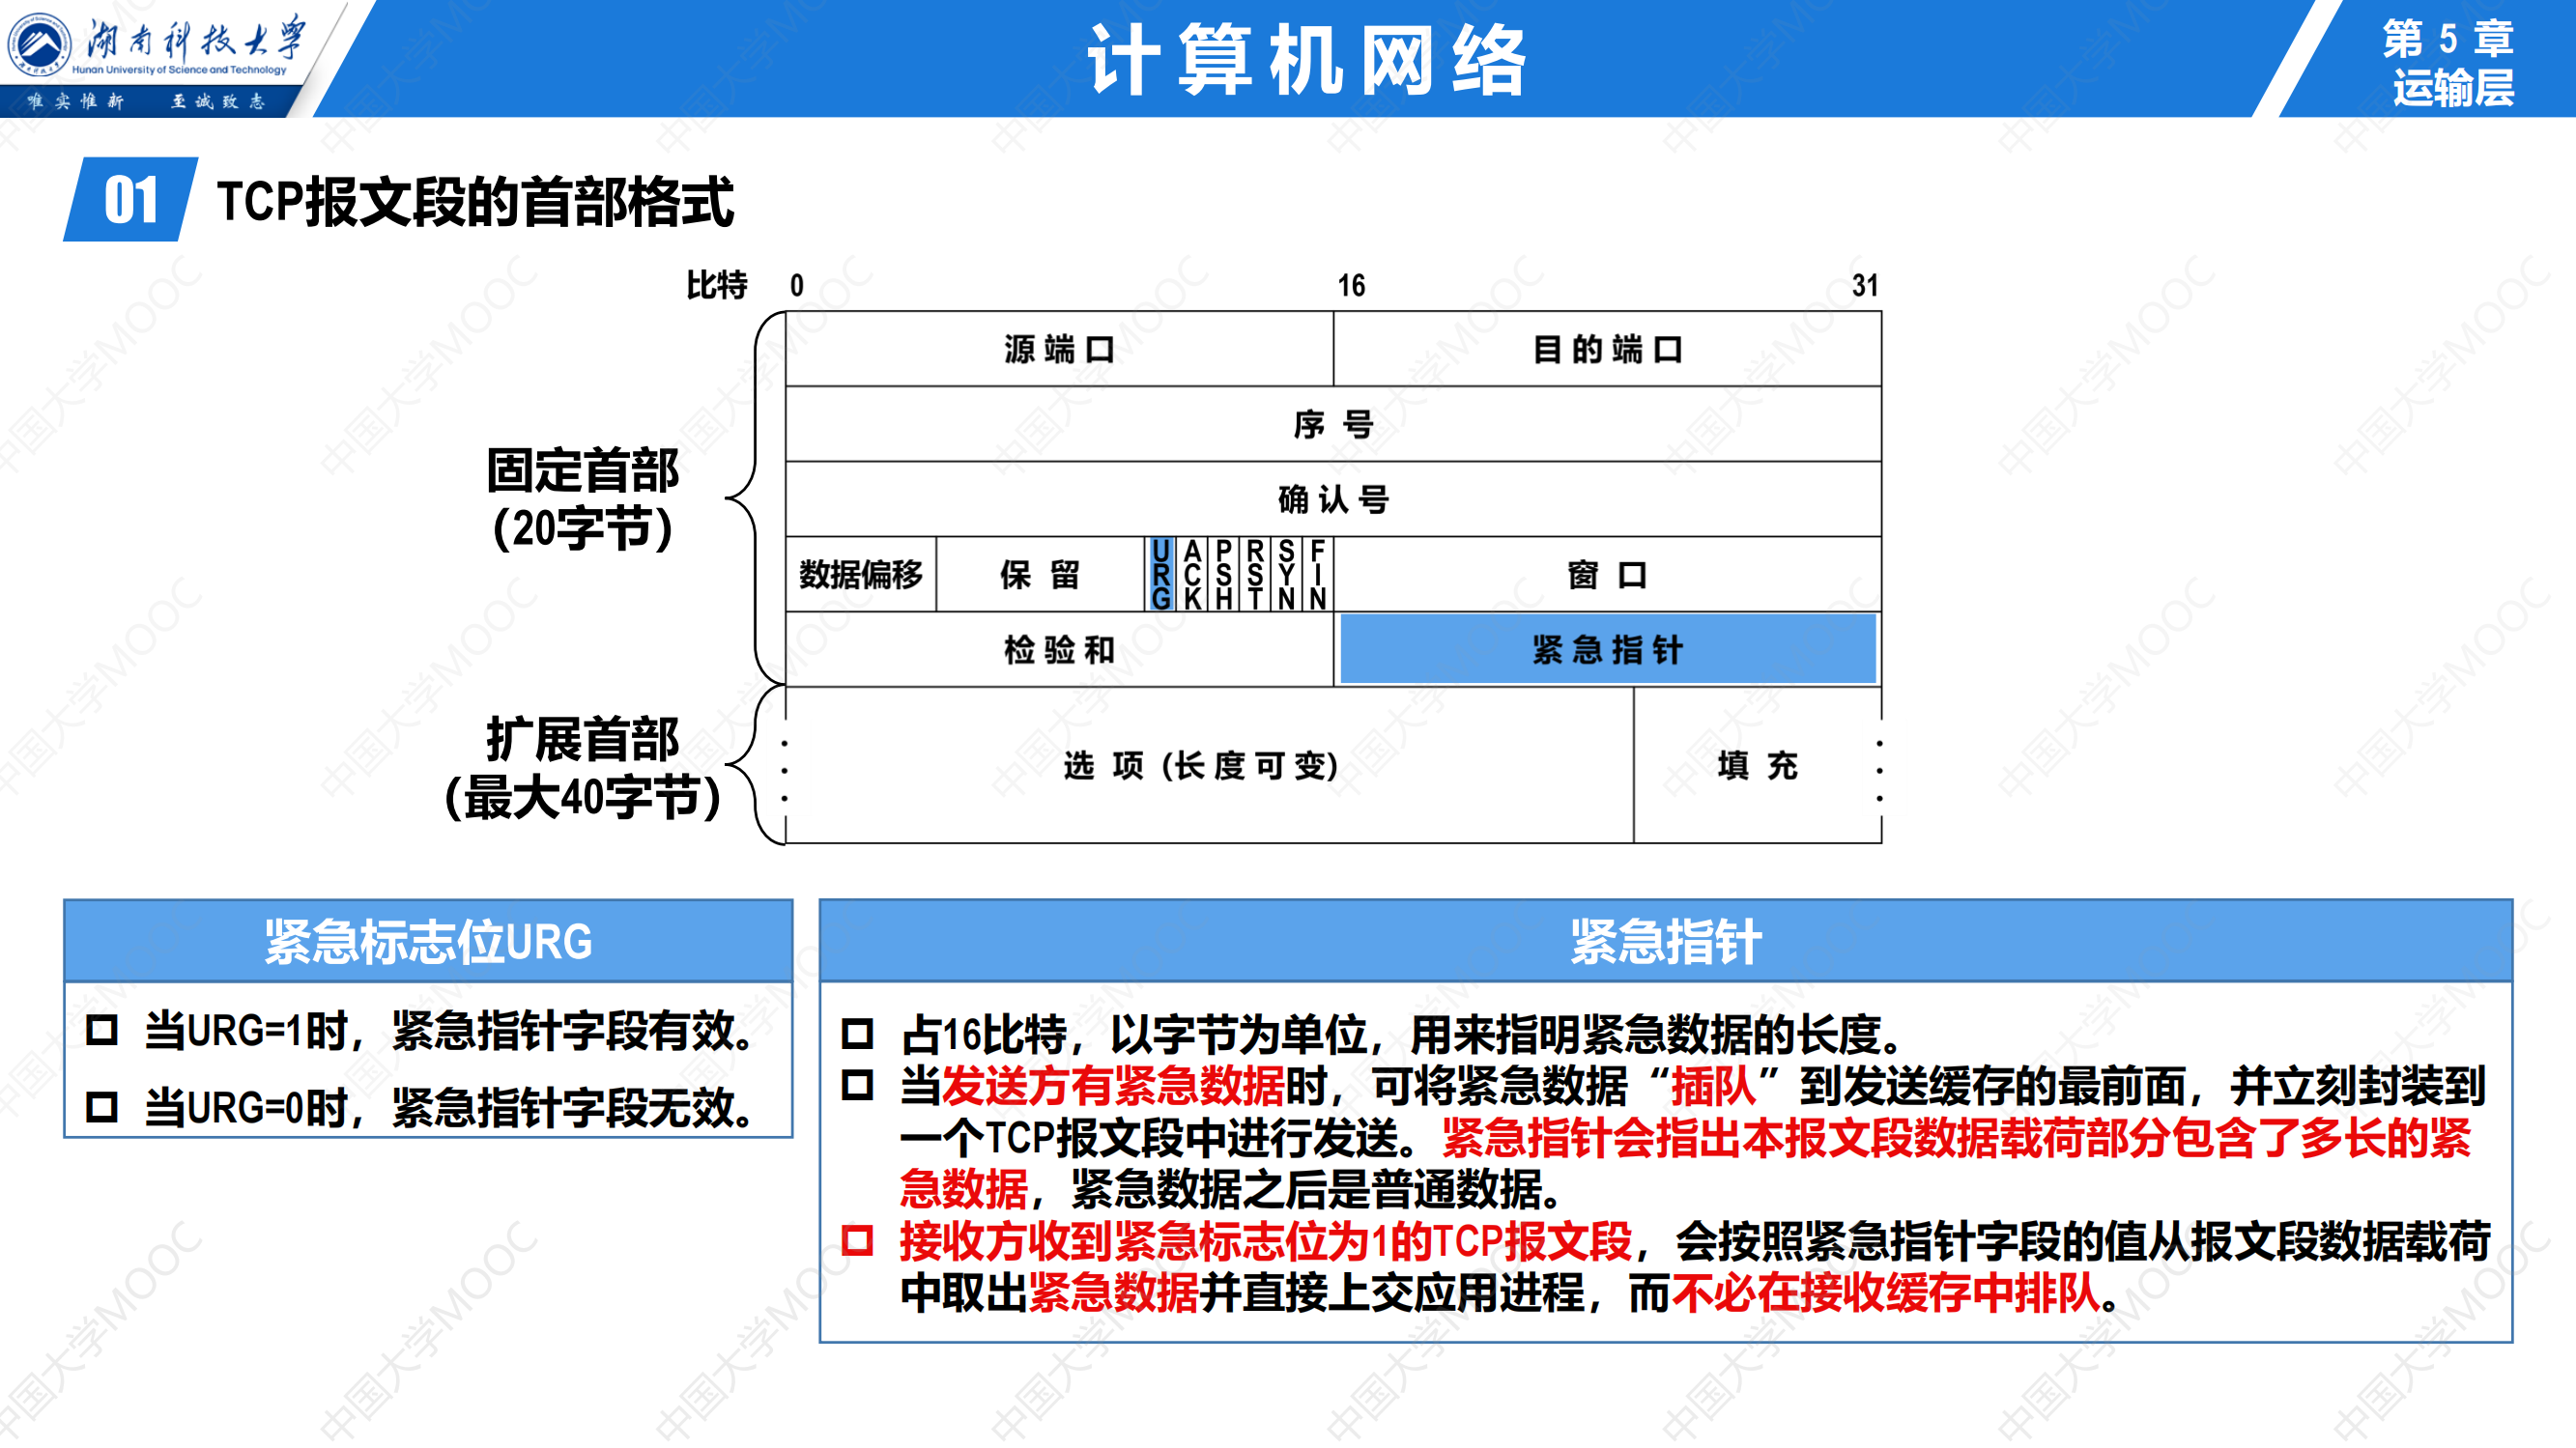 湖南科技大学
Hunan University of Science and Technology
唯实惟新 至诚致志
计算机网络
第 5 章
运输层
01 TCP报文段的首部格式
比特 0 16 31
源端口 目的端口
序号
确认号
数据偏移 保留 URG ACK PSH RST SYN FIN 窗口
检验和 紧急指针
选项 (长度可变) 填充
固定首部
(20字节)
扩展首部
(最大40字节)
紧急标志位URG
当URG=1时，紧急指针字段有效。
当URG=0时，紧急指针字段无效。
紧急指针
占16比特，以字节为单位，用来指明紧急数据的长度。
当发送方有紧急数据时，可将紧急数据“插队”到发送缓存的最前面，并立刻封装到
一个TCP报文段中进行发送。紧急指针会指出本报文段数据载荷部分包含了多长的紧
急数据，紧急数据之后是普通数据。
接收方收到紧急标志位为1的TCP报文段，会按照紧急指针字段的值从报文段数据载荷
中取出紧急数据并直接上交应用进程，而不必在接收缓存中排队。
中国大学MOOC